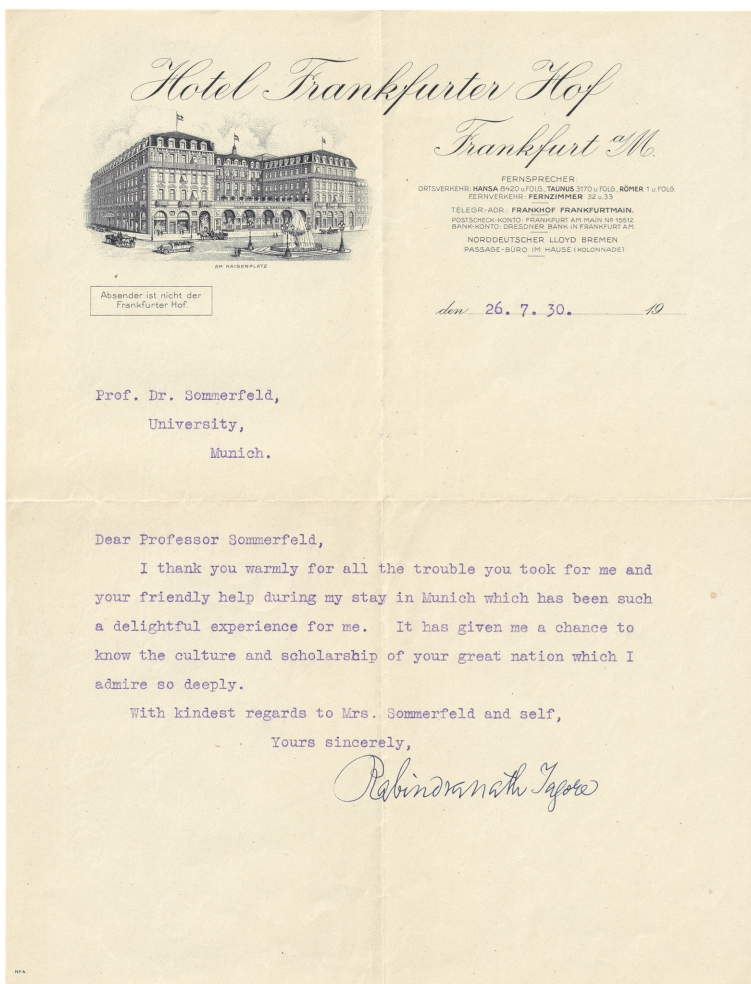 Hotel Frankfurter Hof
Frankfurt a/M.
FERNSPRECHER:
ORTSVERKEHR: HANSA 8420 u.FOLG., TAUNUS 3170 u.FOLG, RÖMER 1 u.FOLG
FERNVERKEHR: FERNZIMMER 32 u.33
TELEGR-ADR.: FRANKHOF FRANKFURTMAIN.
POSTSCHECK-KONTO: FRANKFURT AM MAIN No 15512
BANK-KONTO: DRESDNER BANK IN FRANKFURT A.M
NORDDEUTSCHER LLOYD BREMEN
PASSAGE-BÜRO IM HAUSE (KOLONNADE)
AM KAISERPLATZ
Absender ist nicht der
Frankfurter Hof.
den 26. 7. 30. 19
Prof. Dr. Sommerfeld,
University,
Munich.
Dear Professor Sommerfeld,
I thank you warmly for all the trouble you took for me and
your friendly help during my stay in Munich which has been such
a delightful experience for me. It has given me a chance to
know the culture and scholarship of your great nation which I
admire so deeply.
With kindest regards to Mrs. Sommerfeld and self,
Yours sincerely,
Rabindranath Tagore